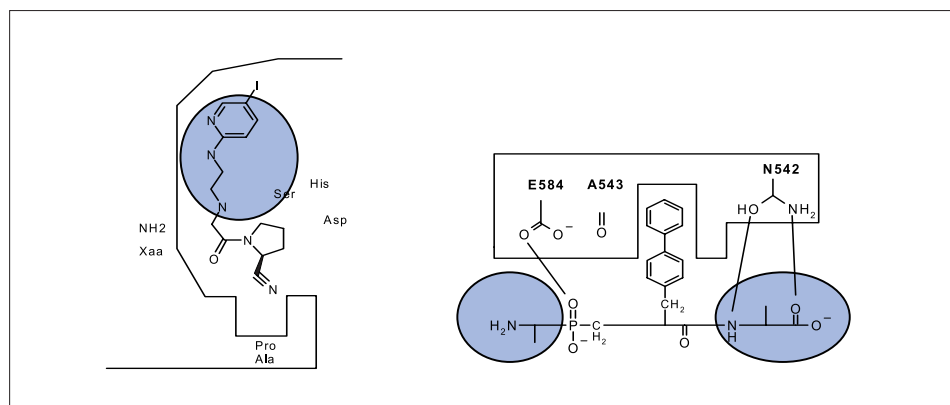 I
N
N
N
Ser
His
Asp
NH2
Xaa
O
N
N
Pro
Ala
E584
A543
N542
O
O
−
O
HO
NH₂
CH₂
H₂N
O
P
O
−
C
H₂
O
N
H
O
O
−